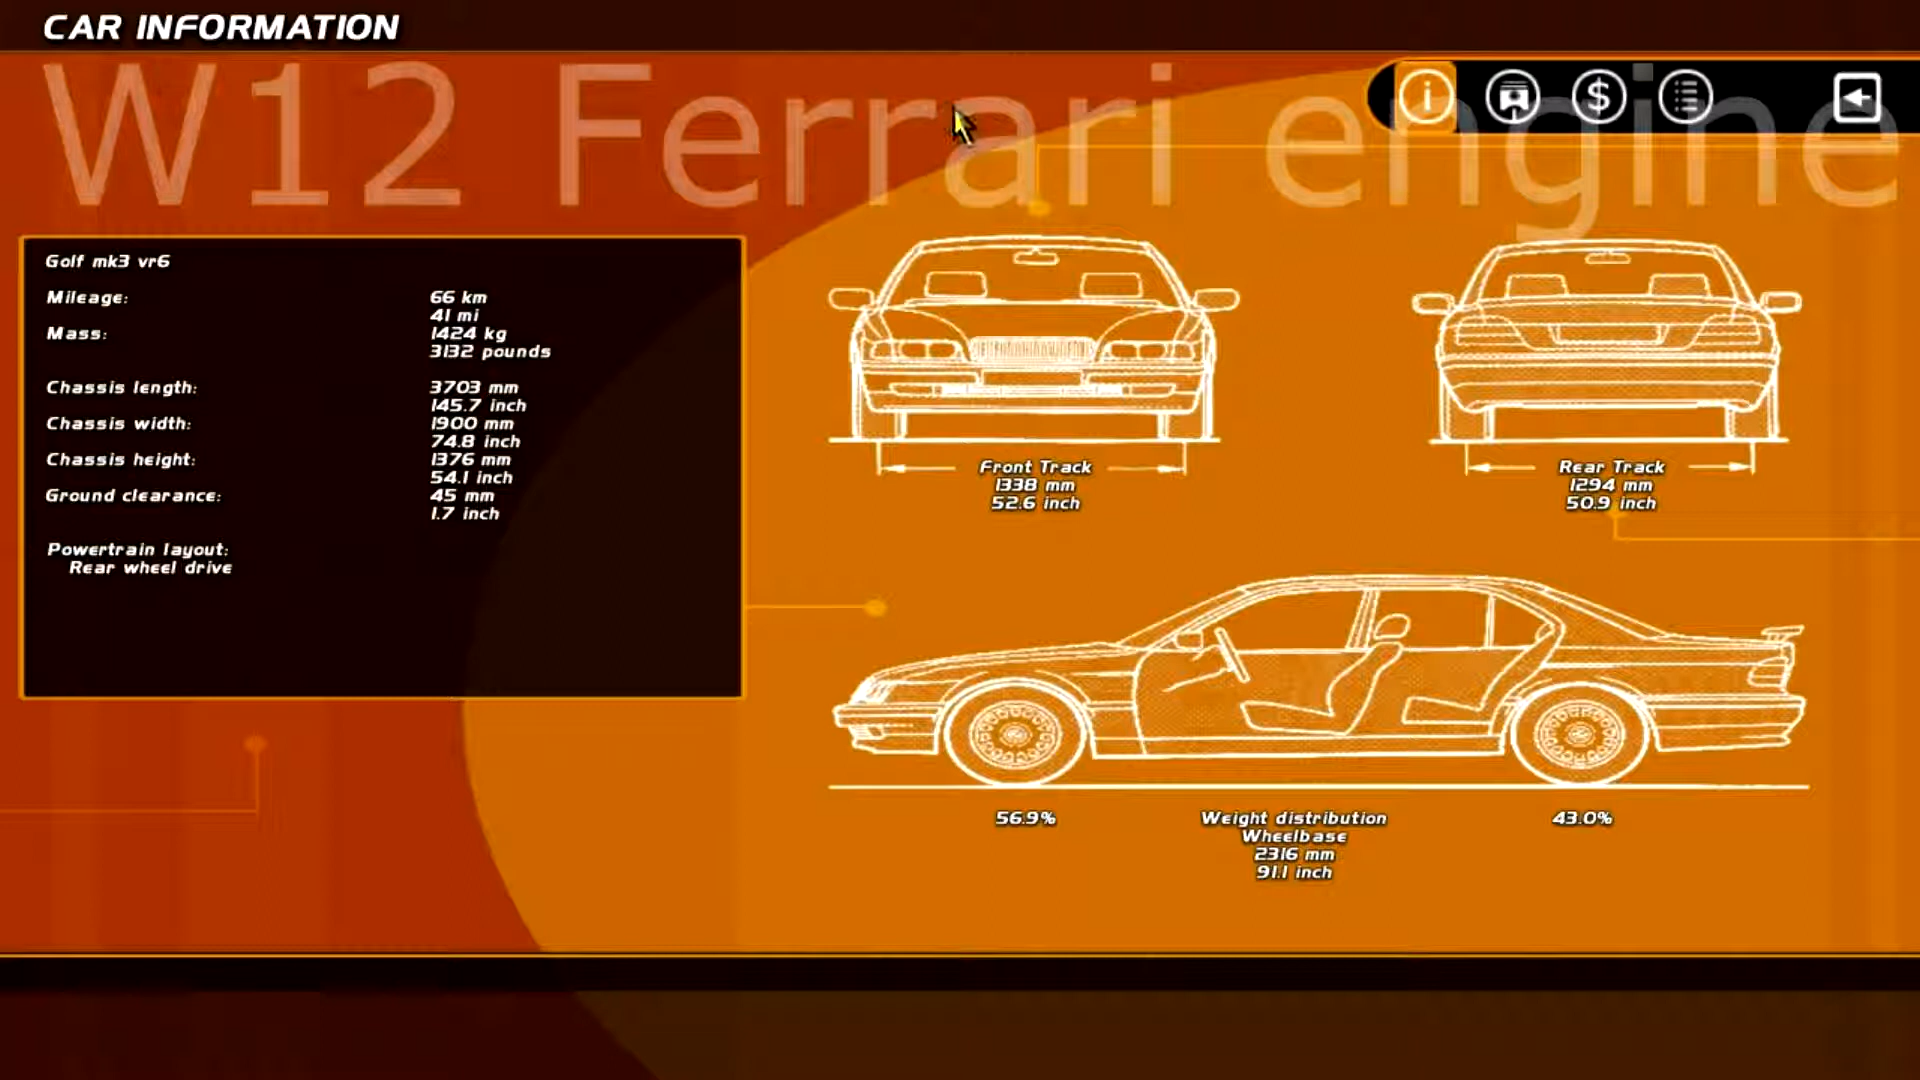 CAR INFORMATION
W12 Ferrari engine
Golf mk3 vr6
Mileage: 66 km
41 mi
Mass: 1424 kg
3132 pounds
Chassis length: 3703 mm
145.7 inch
Chassis width: 1900 mm
74.8 inch
Chassis height: 1376 mm
54.1 inch
Ground clearance: 45 mm
1.7 inch
Powertrain layout:
Rear wheel drive
Front Track
1338 mm
52.6 inch
Rear Track
1294 mm
50.9 inch
56.9% Weight distribution 43.0%
Wheelbase
2316 mm
91.1 inch